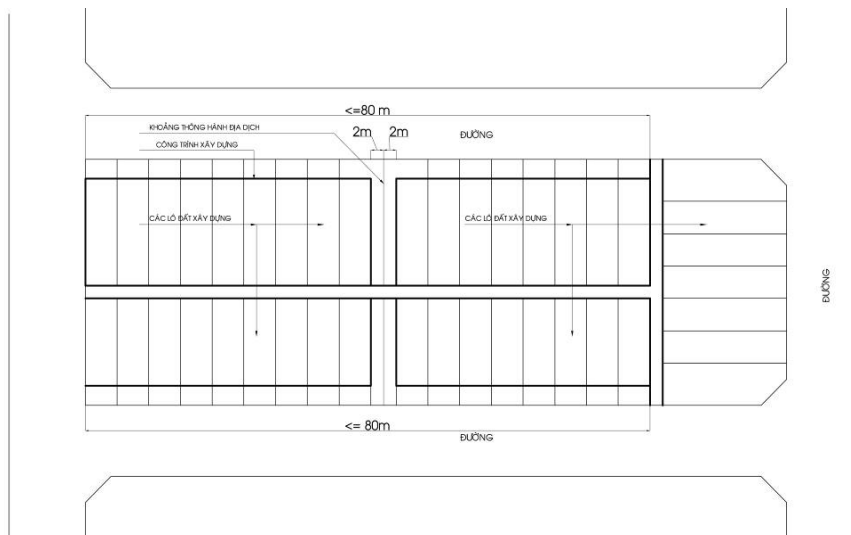 <=80 m
KHOẢNG THÔNG HÀNH ĐỊA DỊCH
2m 2m
ĐƯỜNG
CÔNG TRÌNH XÂY DỰNG
CÁC LÔ ĐẤT XÂY DỰNG
CÁC LÔ ĐẤT XÂY DỰNG
ĐƯỜNG
<= 80m
ĐƯỜNG